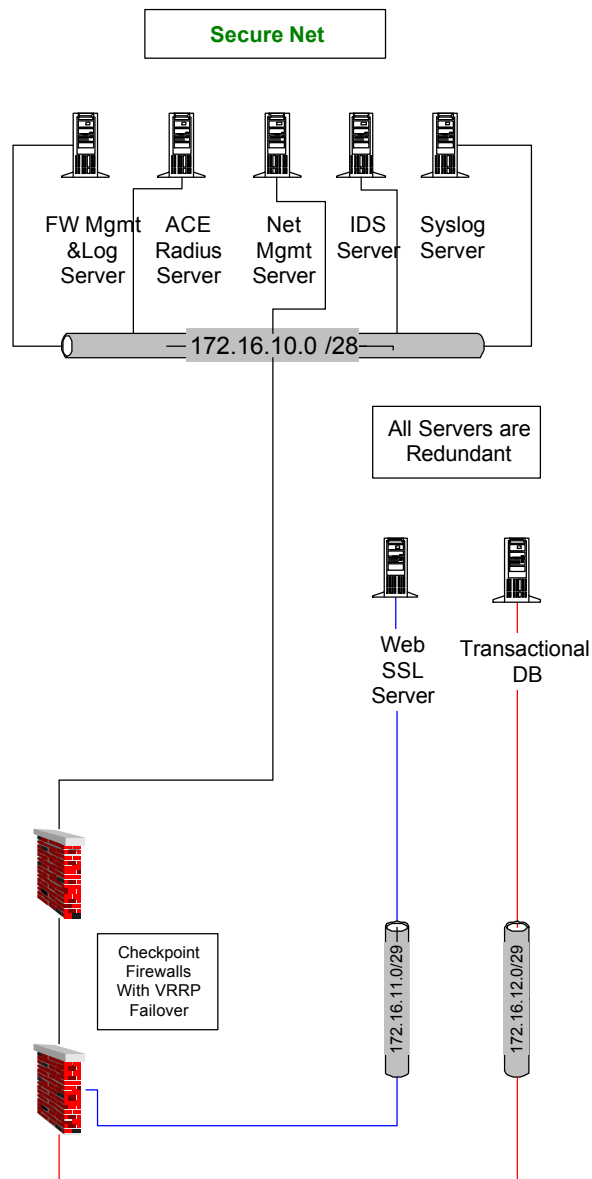 Secure Net
FW Mgmt
&Log
Server
ACE
Radius
Server
Net
Mgmt
Server
IDS
Server
Syslog
Server
172.16.10.0 /28
All Servers are
Redundant
Web
SSL
Server
Transactional
DB
Checkpoint
Firewalls
With VRRP
Failover
172.16.11.0/29
172.16.12.0/29